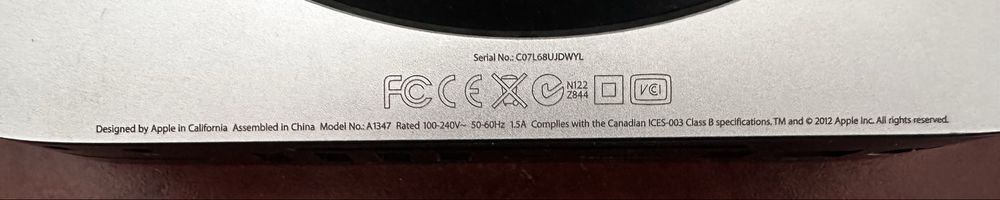 Serial No.: C07L68UJDWYL
FC CE N122
Z844 VCI
Designed by Apple in California Assembled in China Model No.: A1347 Rated 100-240V~ 50-60Hz 1.5A Complies with the Canadian ICES-003 Class B specifications. TM and © 2012 Apple Inc. All rights reserved.